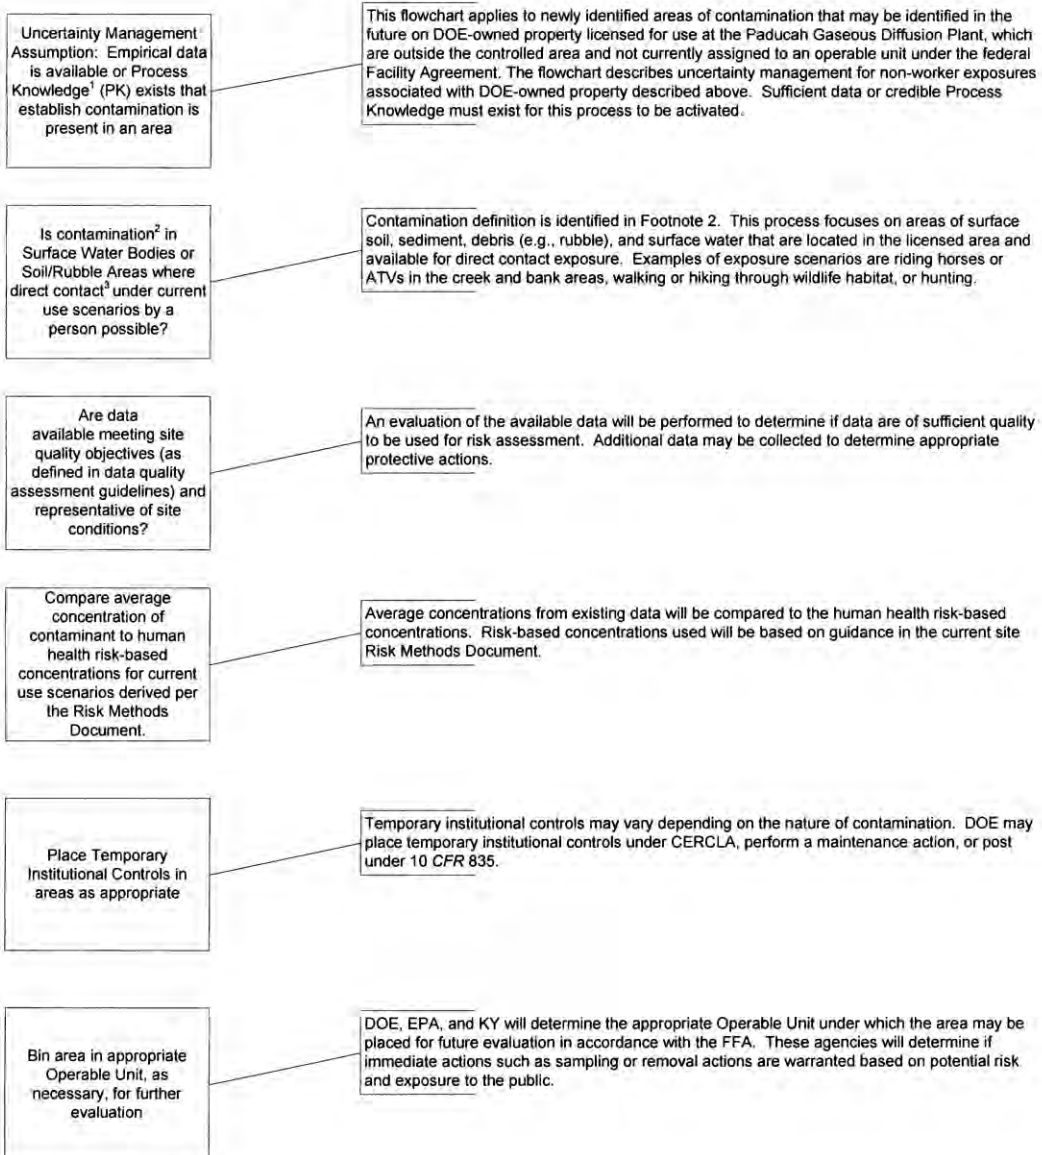 Uncertainty Management
Assumption: Empirical data
is available or Process
Knowledge¹ (PK) exists that
establish contamination is
present in an area
This flowchart applies to newly identified areas of contamination that may be identified in the
future on DOE-owned property licensed for use at the Paducah Gaseous Diffusion Plant, which
are outside the controlled area and not currently assigned to an operable unit under the federal
Facility Agreement. The flowchart describes uncertainty management for non-worker exposures
associated with DOE-owned property described above. Sufficient data or credible Process
Knowledge must exist for this process to be activated.
Is contamination² in
Surface Water Bodies or
Soil/Rubble Areas where
direct contact³ under current
use scenarios by a
person possible?
Contamination definition is identified in Footnote 2. This process focuses on areas of surface
soil, sediment, debris (e.g., rubble), and surface water that are located in the licensed area and
available for direct contact exposure. Examples of exposure scenarios are riding horses or
ATVs in the creek and bank areas, walking or hiking through wildlife habitat, or hunting.
Are data
available meeting site
quality objectives (as
defined in data quality
assessment guidelines) and
representative of site
conditions?
An evaluation of the available data will be performed to determine if data are of sufficient quality
to be used for risk assessment. Additional data may be collected to determine appropriate
protective actions.
Compare average
concentration of
contaminant to human
health risk-based
concentrations for current
use scenarios derived per
the Risk Methods
Document.
Average concentrations from existing data will be compared to the human health risk-based
concentrations. Risk-based concentrations used will be based on guidance in the current site
Risk Methods Document.
Place Temporary
Institutional Controls in
areas as appropriate
Temporary institutional controls may vary depending on the nature of contamination. DOE may
place temporary institutional controls under CERCLA, perform a maintenance action, or post
under 10 CFR 835.
Bin area in appropriate
Operable Unit, as
necessary, for further
evaluation
DOE, EPA, and KY will determine the appropriate Operable Unit under which the area may be
placed for future evaluation in accordance with the FFA. These agencies will determine if
immediate actions such as sampling or removal actions are warranted based on potential risk
and exposure to the public.